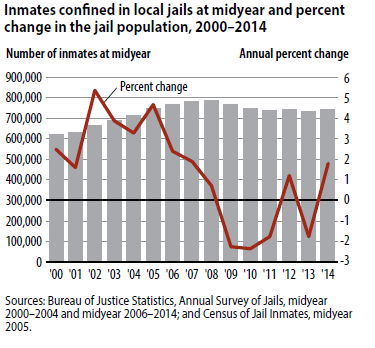 Inmates confined in local jails at midyear and percent
change in the jail population, 2000–2014
Number of inmates at midyear
Annual percent change
Percent change
900,000
800,000
700,000
600,000
500,000
400,000
300,000
200,000
100,000
0
6
5
4
3
2
1
0
-1
-2
-3
'00 '01 '02 '03 '04 '05 '06 '07 '08 '09 '10 '11 '12 '13 '14
Sources: Bureau of Justice Statistics, Annual Survey of Jails, midyear
2000–2004 and midyear 2006–2014; and Census of Jail Inmates, midyear
2005.